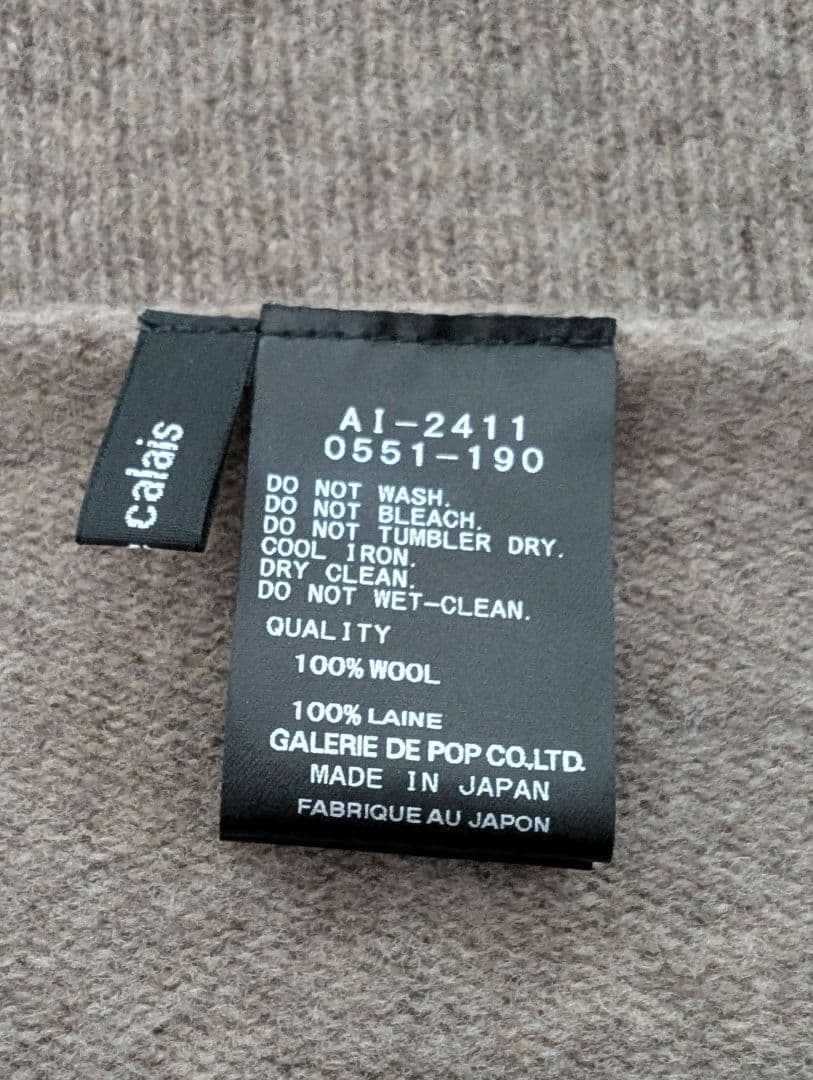 calais
AI-2411
0551-190
DO NOT WASH.
DO NOT BLEACH.
DO NOT TUMBLER DRY.
COOL IRON.
DRY CLEAN.
DO NOT WET-CLEAN.
QUALITY
100% WOOL
100% LAINE
GALERIE DE POP CO.,LTD.
MADE IN JAPAN
FABRIQUE AU JAPON